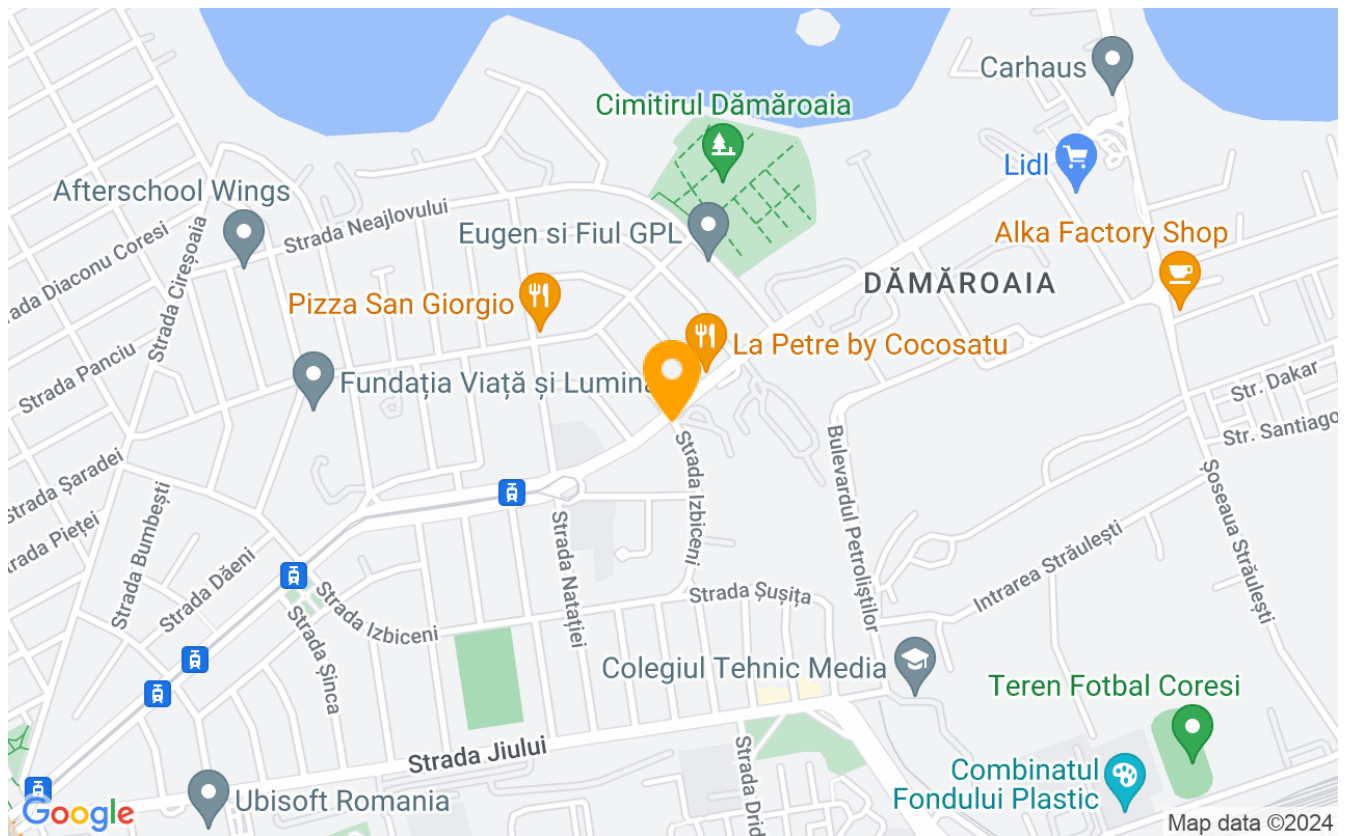 Carhaus
Cimitirul Dămăroaia
Lidl
Afterschool Wings
Strada Neajlovului
Eugen si Fiul GPL
Alka Factory Shop
Strada Cireșoaia
rada Diaconu Coresi
DĂMĂROAIA
Pizza San Giorgio
La Petre by Cocosatu
Strada Panciu
Fundația Viață și Lumina
Str. Dakar
Str. Santiago
Strada Șaradei
Strada Izbiceni
Bulevardul Petroliștilor
Șoseaua Străulești
Strada Bumbești
rada Pieței
Strada Natației
Intrarea Străulești
Strada Dăeni
Strada Șușița
Strada Izbiceni
Strada Șinca
Colegiul Tehnic Media
Teren Fotbal Coresi
Strada Jiului
Strada Drid
Combinatul
Fondului Plastic
Ubisoft Romania
Google
Map data ©2024